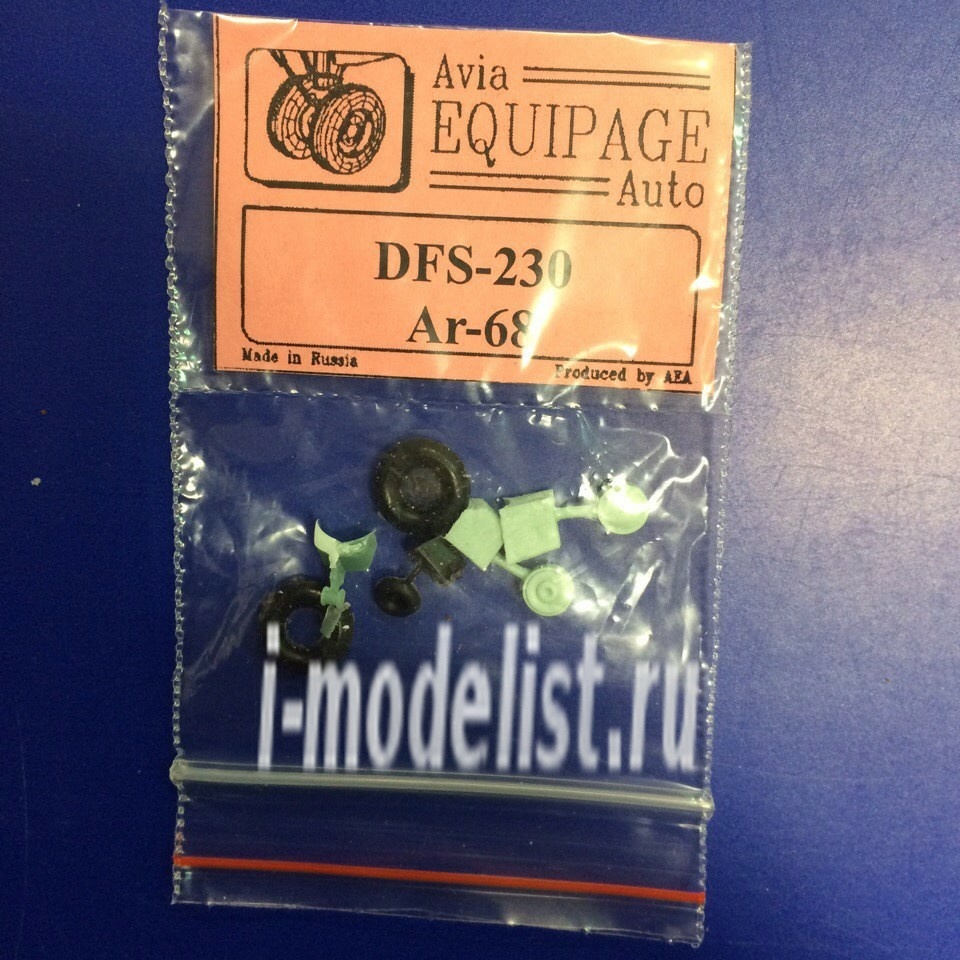 Avia
EQUIPAGE
Auto
DFS-230
Ar-68
Made in Russia
Produced by AEA
i-modelist.ru